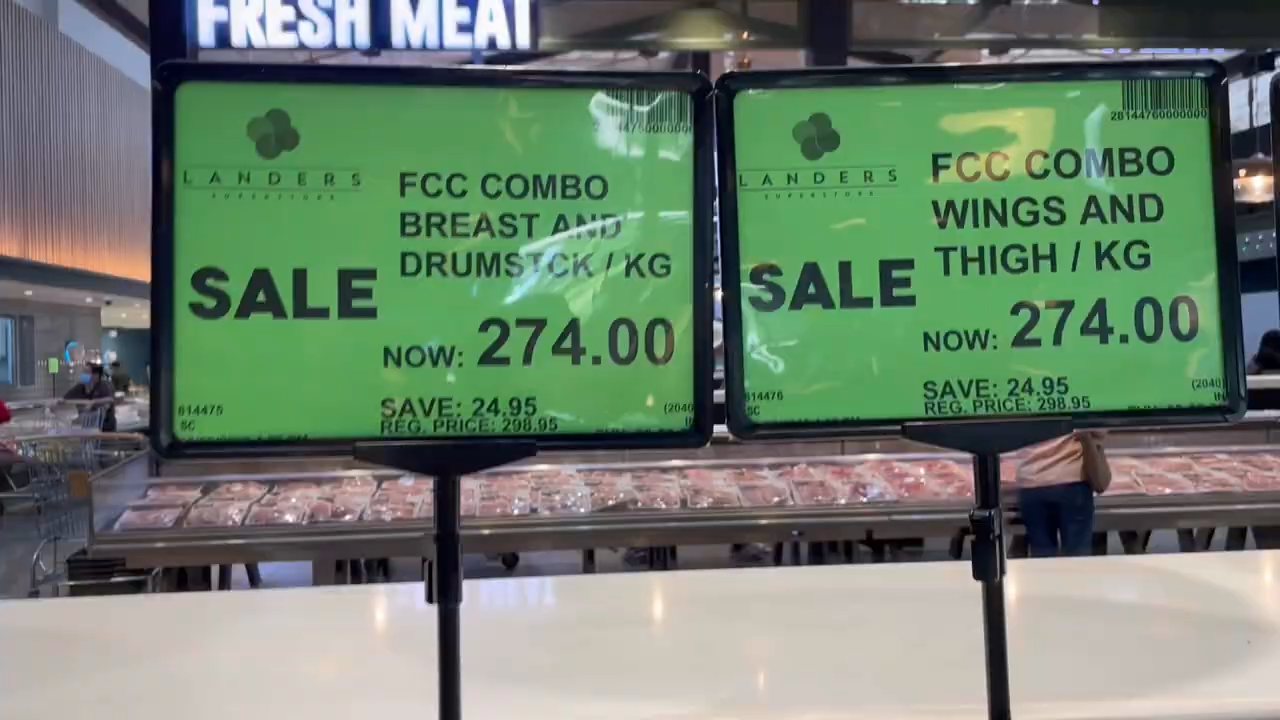 FRESH MEAT
LANDERS
SUPERSTORE
SALE
FCC COMBO
BREAST AND
DRUMSTCK / KG
NOW: 274.00
SAVE: 24.95
REG. PRICE: 298.95
614475
SC
(2040
28144760000000
LANDERS
SUPERSTORE
SALE
FCC COMBO
WINGS AND
THIGH / KG
NOW: 274.00
SAVE: 24.95
REG. PRICE: 298.95
614476
SC
(2040